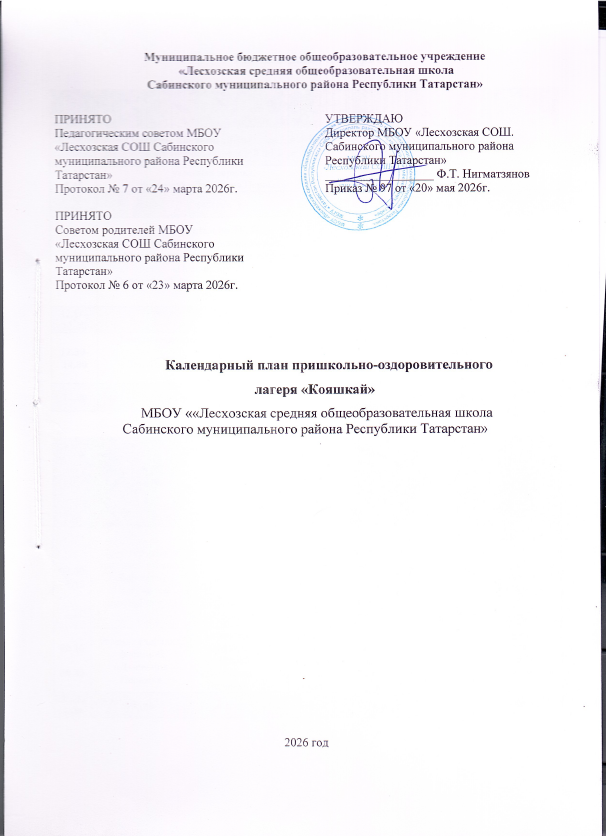 Муниципальное бюджетное общеобразовательное учреждение
«Лесхозская средняя общеобразовательная школа
Сабинского муниципального района Республики Татарстан»
ПРИНЯТО
Педагогическим советом МБОУ
«Лесхозская СОШ Сабинского
муниципального района Республики
Татарстан»
Протокол № 7 от «24» марта 2026г.
ПРИНЯТО
Советом родителей МБОУ
«Лесхозская СОШ Сабинского
муниципального района Республики
Татарстан»
Протокол № 6 от «23» марта 2026г.
УТВЕРЖДАЮ
Директор МБОУ «Лесхозская СОШ.
Сабинского муниципального района
Республики Татарстан»
__________________ Ф.Т. Нигматзянов
Приказ № 97 от «20» мая 2026г.
Календарный план пришкольно-оздоровительного
лагеря «Кояшкай»
МБОУ ««Лесхозская средняя общеобразовательная школа
Сабинского муниципального района Республики Татарстан»
2026 год